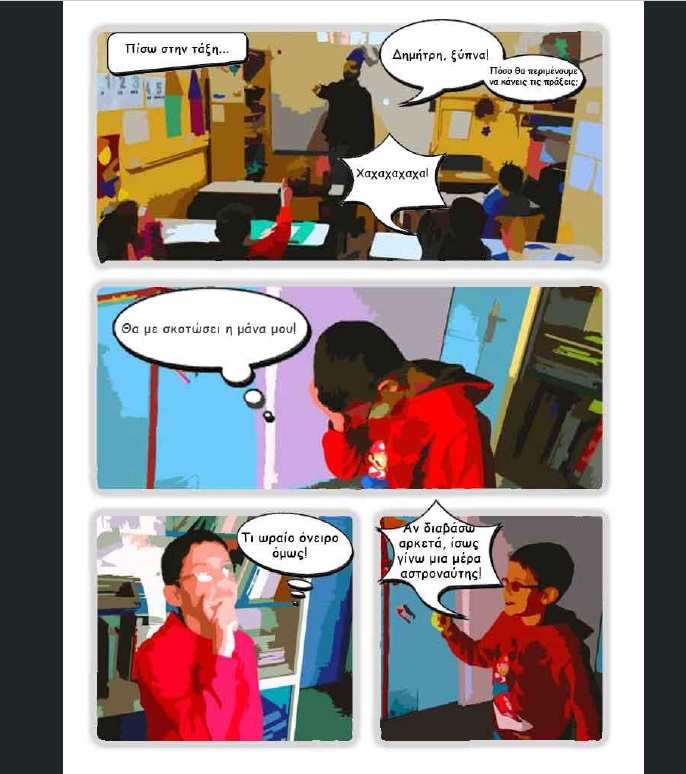 Πίσω στην τάξη...
Δημήτρη, ξύπνα!
Πόσο θα περιμένουμε
να κάνεις τις πράξεις;
Χαχαχαχαχα!
Θα με σκοτώσει η μάνα μου!
Τι ωραίο όνειρο
όμως!
Αν διαβάσω
αρκετά, ίσως
γίνω μια μέρα
αστροναύτης!